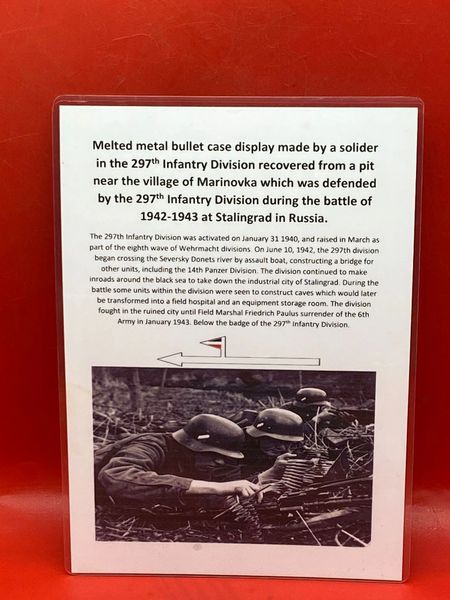 Melted metal bullet case display made by a solider
in the 297th Infantry Division recovered from a pit
near the village of Marinovka which was defended
by the 297th Infantry Division during the battle of
1942-1943 at Stalingrad in Russia.
The 297th Infantry Division was activated on January 31 1940, and raised in March as
part of the eighth wave of Wehrmacht divisions. On June 10, 1942, the 297th division
began crossing the Seversky Donets river by assault boat, constructing a bridge for
other units, including the 14th Panzer Division. The division continued to make
inroads around the black sea to take down the industrial city of Stalingrad. During the
battle some units within the division were seen to construct caves which would later
be transformed into a field hospital and an equipment storage room. The division
fought in the ruined city until Field Marshal Friedrich Paulus surrender of the 6th
Army in January 1943. Below the badge of the 297th Infantry Division.